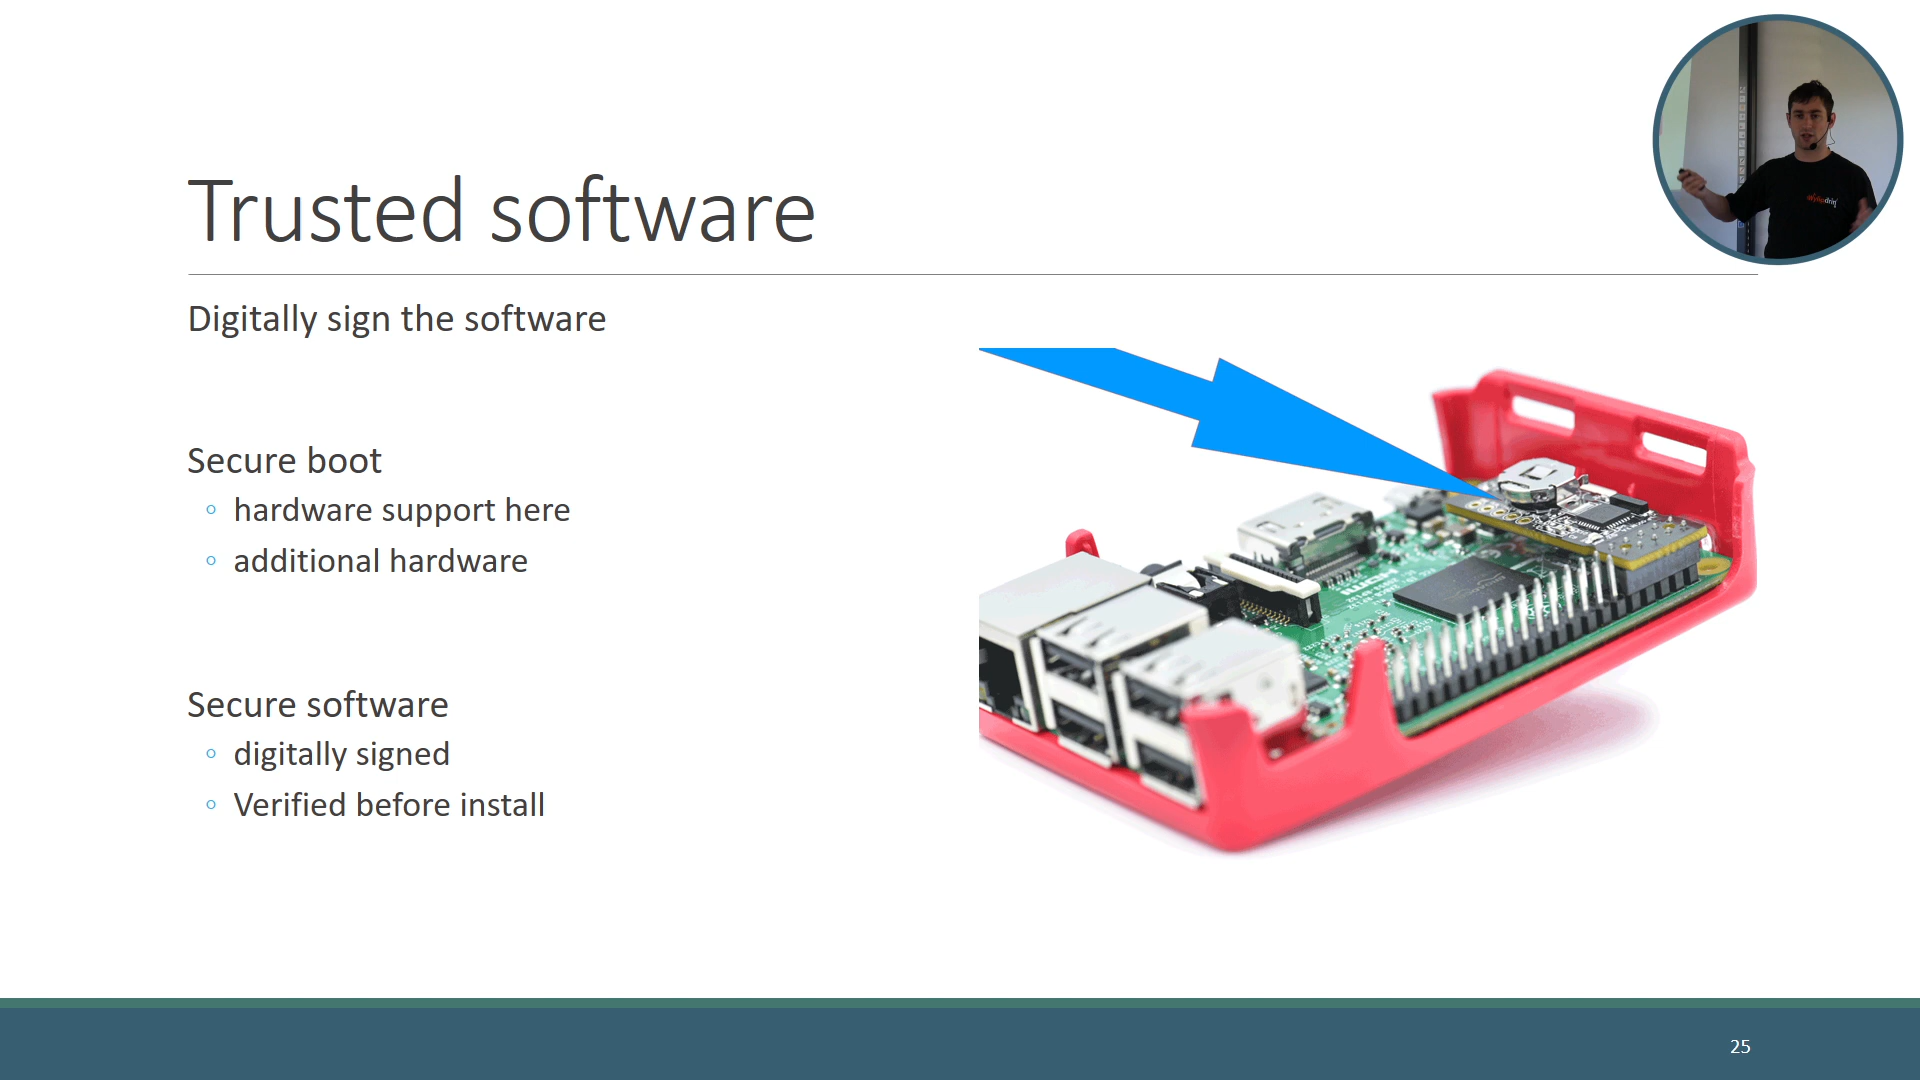 Trusted software
Digitally sign the software
Secure boot
hardware support here
additional hardware
Secure software
digitally signed
Verified before install
HDMI
25